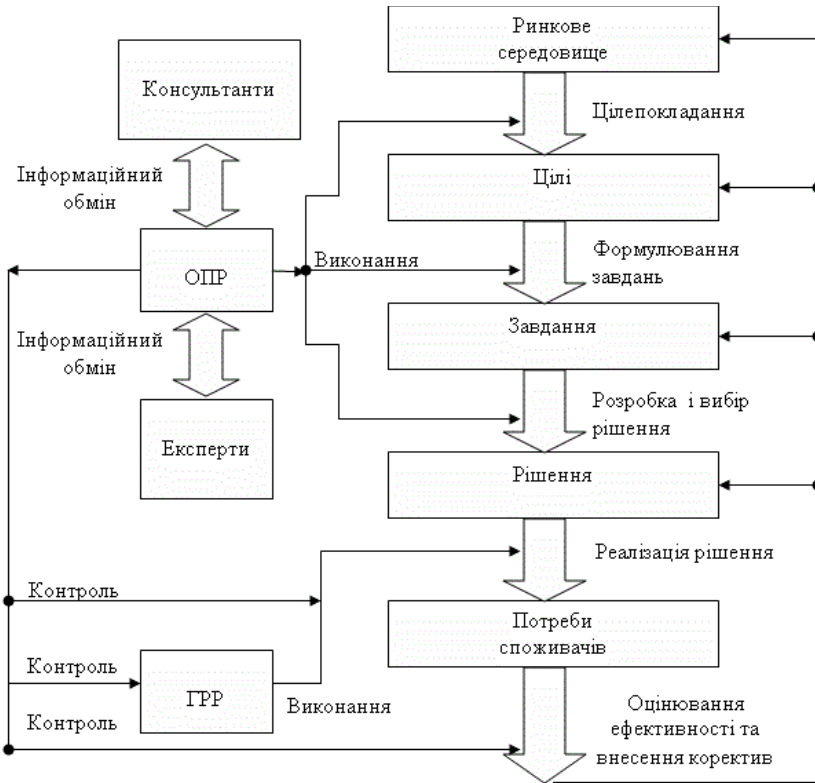 Ринкове
середовище
Консультанти
Цілепокладання
Інформаційний
обмін
Цілі
ОПР
Виконання
Формулювання
завдань
Завдання
Інформаційний
обмін
Розробка і вибір
рішення
Експерти
Рішення
Реалізація рішення
Контроль
Потреби
споживачів
Контроль
ГРР
Виконання
Контроль
Оцінювання
ефективності та
внесення коректив